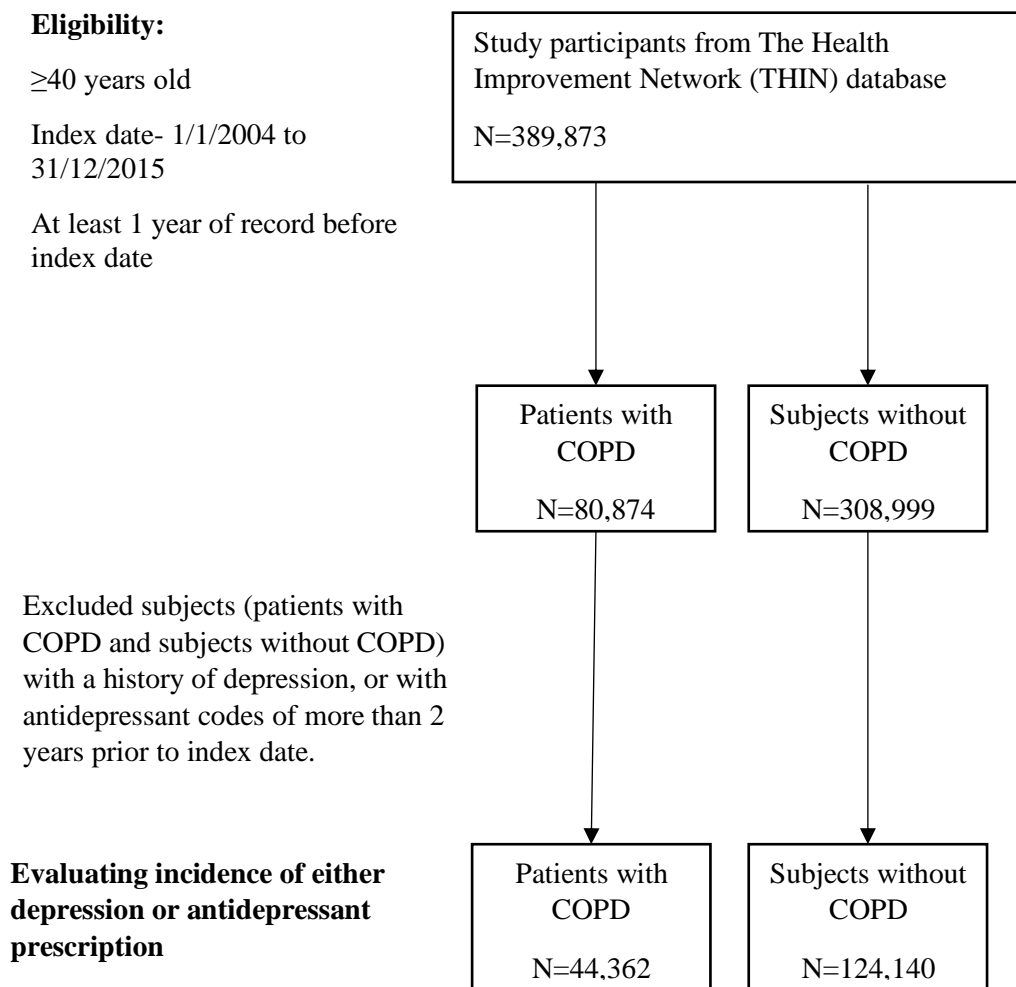 Eligibility:
≥40 years old
Index date- 1/1/2004 to
31/12/2015
At least 1 year of record before
index date
Study participants from The Health
Improvement Network (THIN) database
N=389,873
Patients with
COPD
N=80,874
Subjects without
COPD
N=308,999
Excluded subjects (patients with
COPD and subjects without COPD)
with a history of depression, or with
antidepressant codes of more than 2
years prior to index date.
Evaluating incidence of either
depression or antidepressant
prescription
Patients with
COPD
N=44,362
Subjects without
COPD
N=124,140